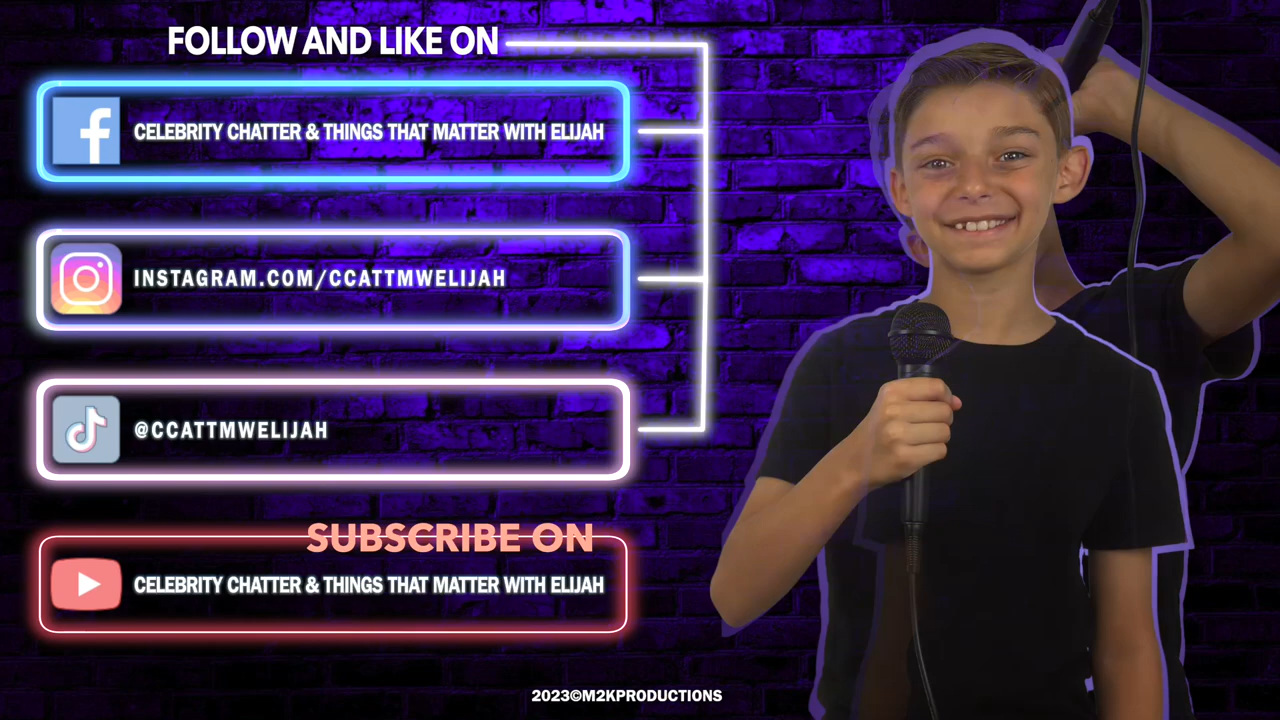 FOLLOW AND LIKE ON
CELEBRITY CHATTER & THINGS THAT MATTER WITH ELIJAH
INSTAGRAM.COM/CCATTMWELIJAH
@CCATTMWELIJAH
SUBSCRIBE ON
CELEBRITY CHATTER & THINGS THAT MATTER WITH ELIJAH
2023©M2KPRODUCTIONS